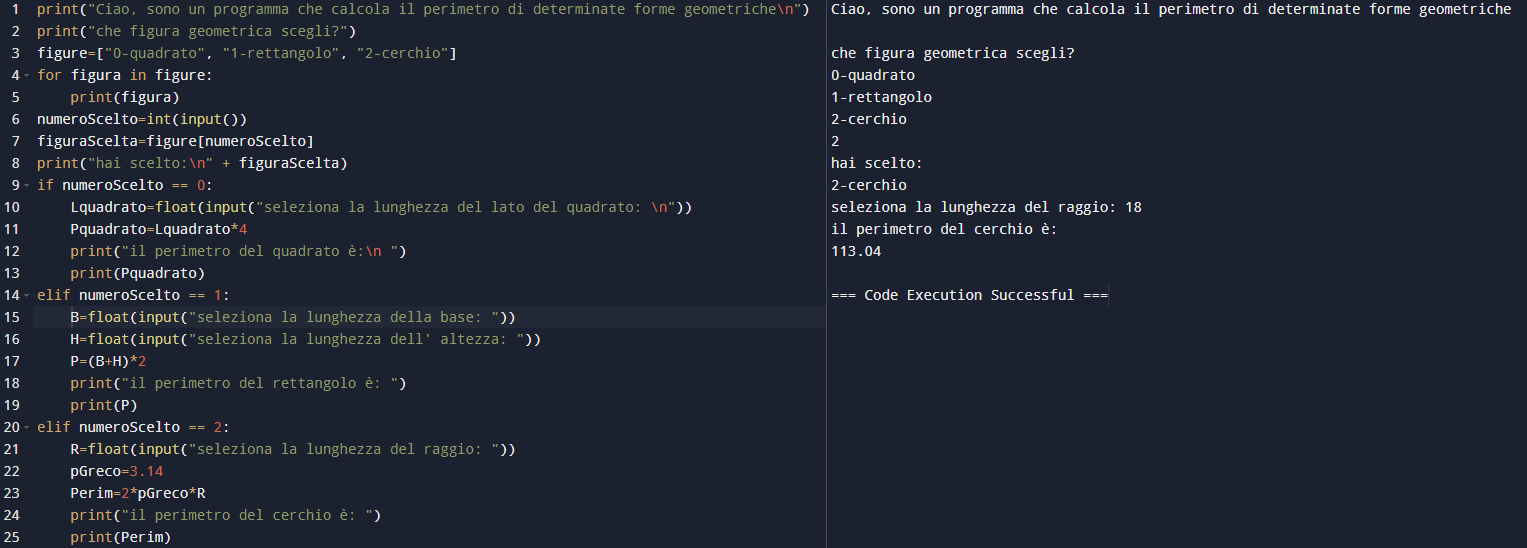 1 print("Ciao, sono un programma che calcola il perimetro di determinate forme geometriche\n")
2 print("che figura geometrica scegli?")
3 figure=["0-quadrato", "1-rettangolo", "2-cerchio"]
4 for figura in figure:
5 print(figura)
6 numeroScelto=int(input())
7 figuraScelta=figure[numeroScelto]
8 print("hai scelto:\n" + figuraScelta)
9 if numeroScelto == 0:
10 Lquadrato=float(input("seleziona la lunghezza del lato del quadrato: \n"))
11 Pquadrato=Lquadrato*4
12 print("il perimetro del quadrato è:\n ")
13 print(Pquadrato)
14 elif numeroScelto == 1:
15 B=float(input("seleziona la lunghezza della base: "))
16 H=float(input("seleziona la lunghezza dell' altezza: "))
17 P=(B+H)*2
18 print("il perimetro del rettangolo è: ")
19 print(P)
20 elif numeroScelto == 2:
21 R=float(input("seleziona la lunghezza del raggio: "))
22 pGreco=3.14
23 Perim=2*pGreco*R
24 print("il perimetro del cerchio è: ")
25 print(Perim)
Ciao, sono un programma che calcola il perimetro di determinate forme geometriche
che figura geometrica scegli?
0-quadrato
1-rettangolo
2-cerchio
2
hai scelto:
2-cerchio
seleziona la lunghezza del raggio: 18
il perimetro del cerchio è:
113.04
=== Code Execution Successful ===